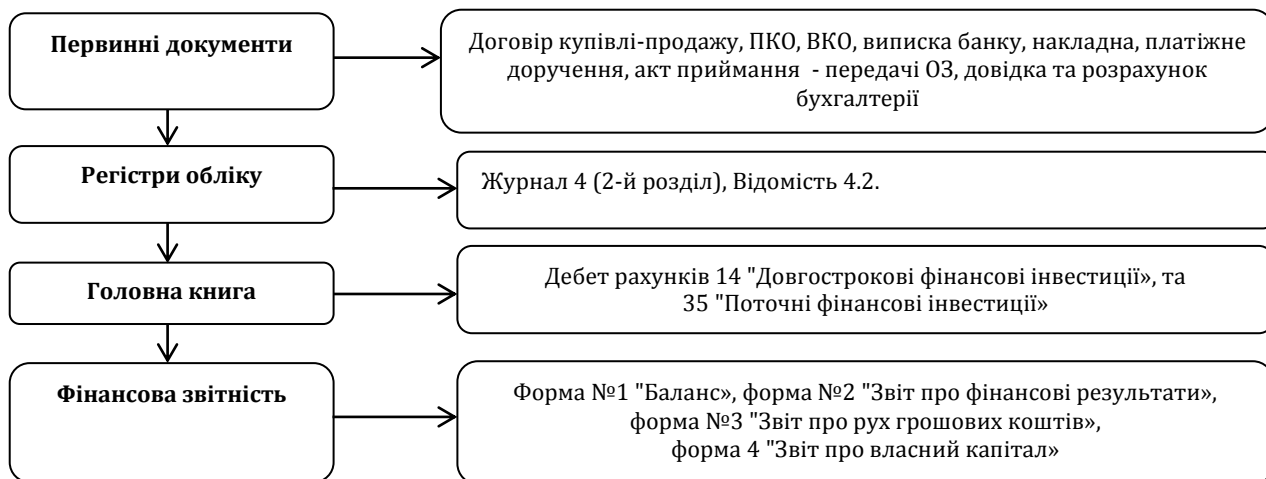 Первинні документи
Договір купівлі-продажу, ПКО, ВКО, виписка банку, накладна, платіжне
доручення, акт приймання - передачі ОЗ, довідка та розрахунок
бухгалтерії
Регістри обліку
Журнал 4 (2-й розділ), Відомість 4.2.
Головна книга
Дебет рахунків 14 "Довгострокові фінансові інвестиції», та
35 "Поточні фінансові інвестиції»
Фінансова звітність
Форма №1 "Баланс», форма №2 "Звіт про фінансові результати»,
форма №3 "Звіт про рух грошових коштів»,
форма 4 "Звіт про власний капітал»